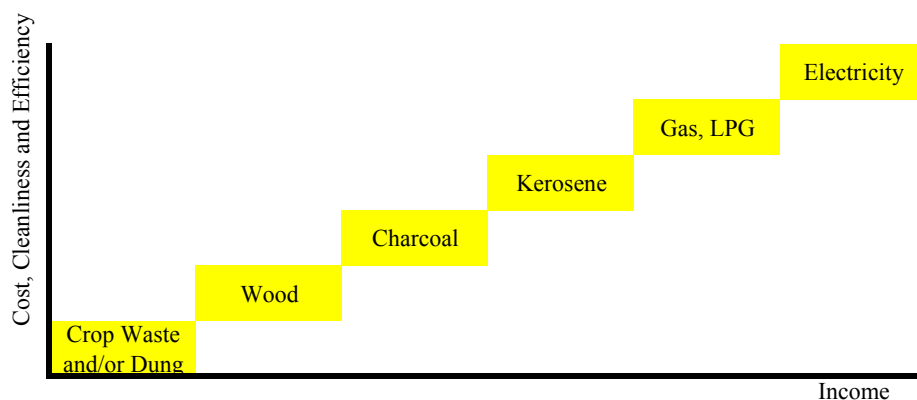 Cost, Cleanliness and Efficiency
Electricity
Gas, LPG
Kerosene
Charcoal
Wood
Crop Waste
and/or Dung
Income